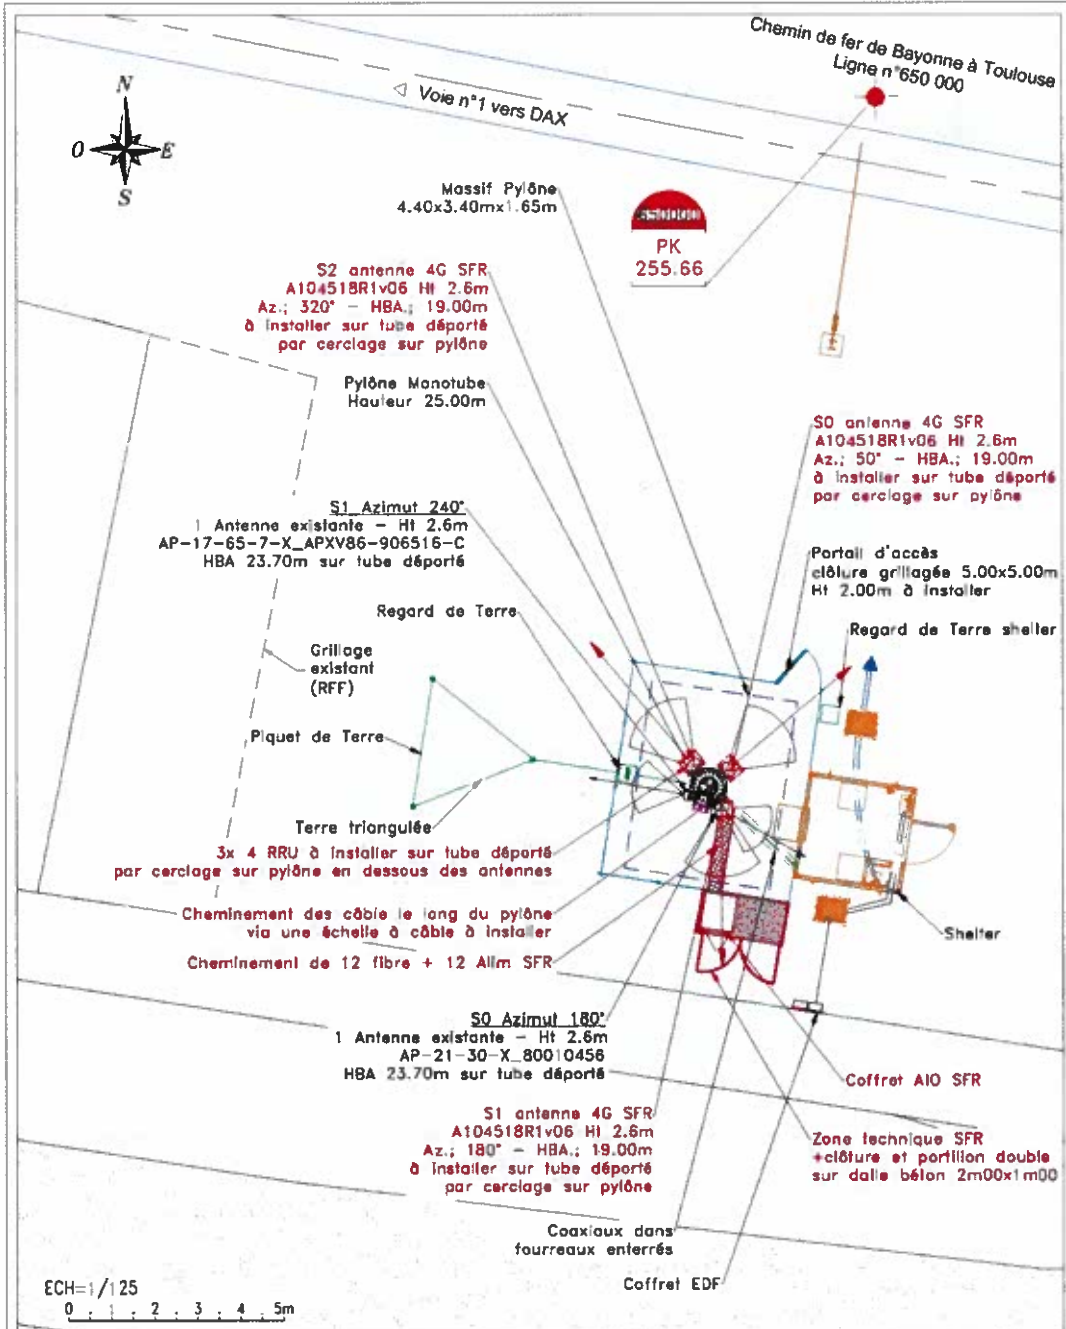 Chemin de fer de Bayonne à Toulouse
Ligne n°650 000
Voie n°1 vers DAX
N
O E
S
Massif Pylône
4.40x3.40mx1.65m
650000
PK
255.66
S2 antenne 4G SFR
A104518R1v06 Ht 2.6m
Az.; 320° - HBA.; 19.00m
à installer sur tube déporté
par cerclage sur pylône
Pylône Monotube
Hauteur 25.00m
S0 antenne 4G SFR
A104518R1v06 Ht 2.6m
Az.; 50° - HBA.; 19.00m
à installer sur tube déporté
par cerclage sur pylône
S1_Azimut 240°
1 Antenne existante - Ht 2.6m
AP-17-65-7-X_APXV86-906516-C
HBA 23.70m sur tube déporté
Portail d'accès
clôture grillagée 5.00x5.00m
Ht 2.00m à installer
Regard de Terre
Regard de Terre shelter
Grillage
existant
(RFF)
Piquet de Terre
Terre triangulée
3x 4 RRU à installer sur tube déporté
par cerclage sur pylône en dessous des antennes
Cheminement des câble le long du pylône
via une échelle à câble à installer
Shelter
Cheminement de 12 fibre + 12 Alim SFR
S0 Azimut 180°
1 Antenne existante - Ht 2.6m
AP-21-30-X_80010456
HBA 23.70m sur tube déporté
Coffret AIO SFR
S1 antenne 4G SFR
A104518R1v06 Ht 2.6m
Az.; 180° - HBA.; 19.00m
à installer sur tube déporté
par cerclage sur pylône
Zone technique SFR
+clôture et portillon double
sur dalle béton 2m00x1m00
Coaxiaux dans
fourreaux enterrés
Coffret EDF
ECH=1/125
0 1 2 3 4 5m